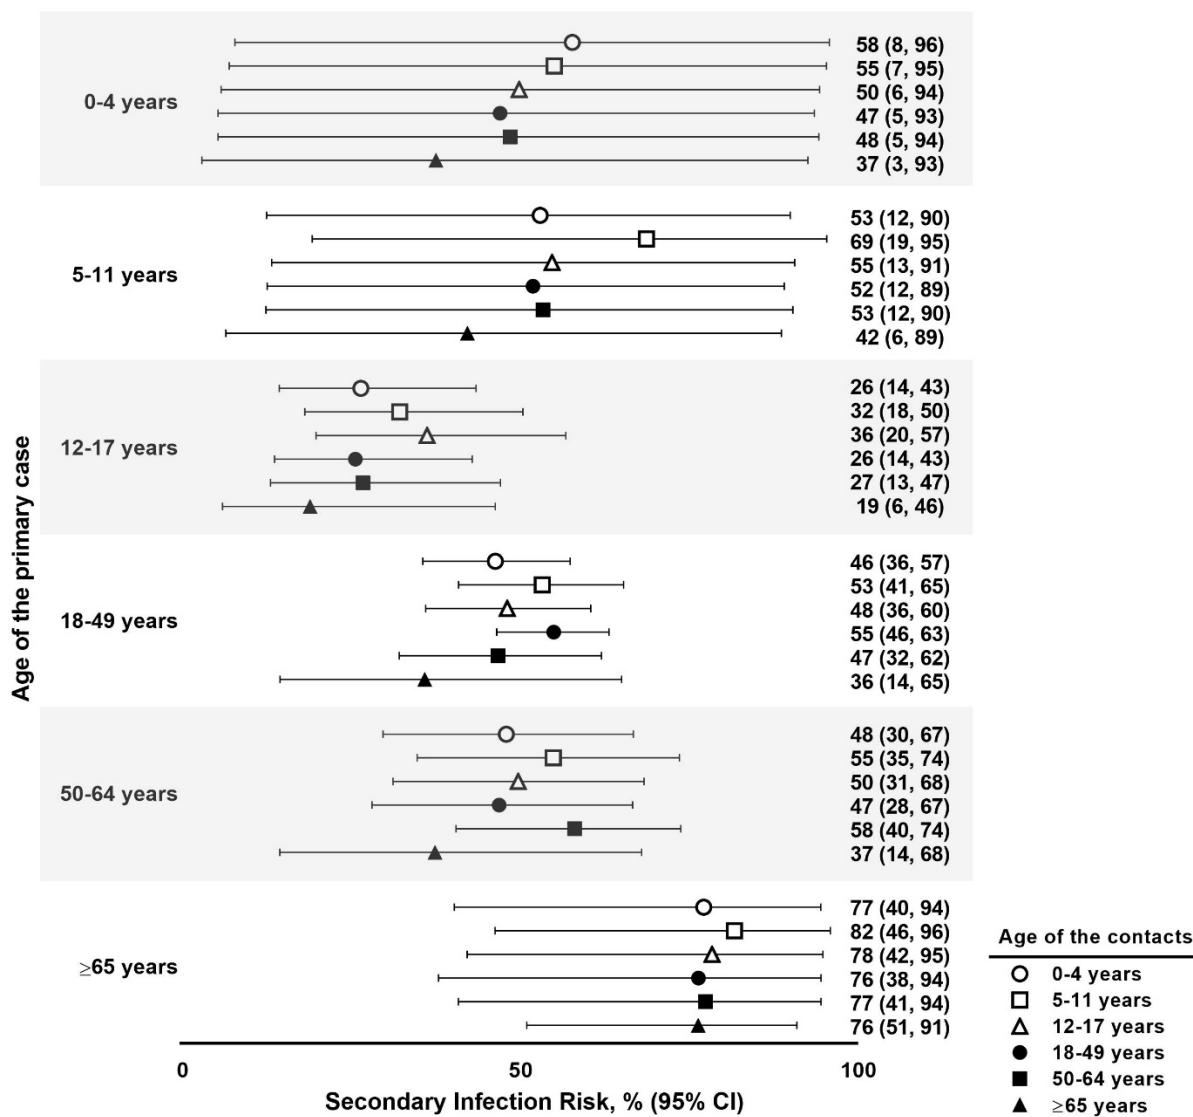 Age of the primary case
0-4 years
58 (8, 96)
55 (7, 95)
50 (6, 94)
47 (5, 93)
48 (5, 94)
37 (3, 93)
5-11 years
53 (12, 90)
69 (19, 95)
55 (13, 91)
52 (12, 89)
53 (12, 90)
42 (6, 89)
12-17 years
26 (14, 43)
32 (18, 50)
36 (20, 57)
26 (14, 43)
27 (13, 47)
19 (6, 46)
18-49 years
46 (36, 57)
53 (41, 65)
48 (36, 60)
55 (46, 63)
47 (32, 62)
36 (14, 65)
50-64 years
48 (30, 67)
55 (35, 74)
50 (31, 68)
47 (28, 67)
58 (40, 74)
37 (14, 68)
≥65 years
77 (40, 94)
82 (46, 96)
78 (42, 95)
76 (38, 94)
77 (41, 94)
76 (51, 91)
0 50 100
Secondary Infection Risk, % (95% CI)
Age of the contacts
0-4 years
5-11 years
12-17 years
18-49 years
50-64 years
≥65 years